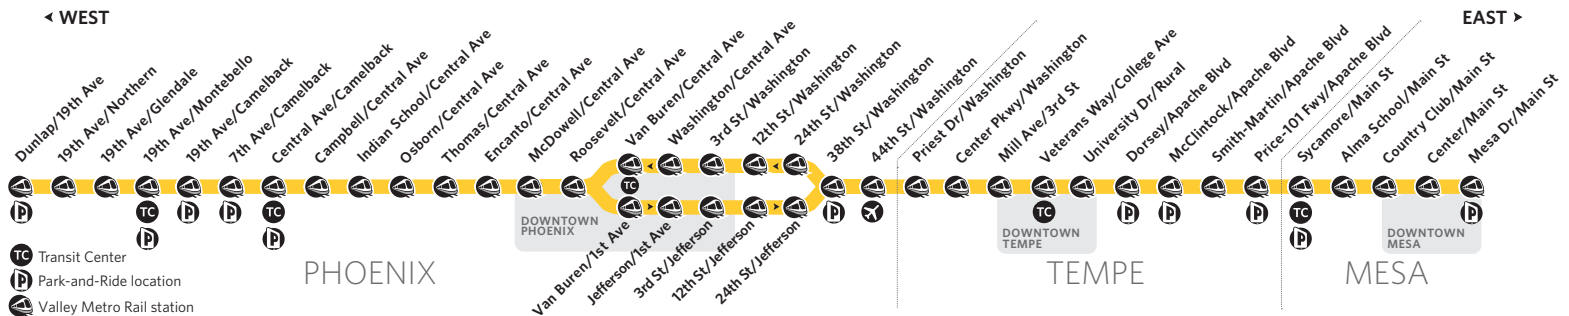 WEST
EAST
Dunlap/19th Ave
19th Ave/Northern
19th Ave/Glendale
19th Ave/Montebello
19th Ave/Camelback
7th Ave/Camelback
Central Ave/Camelback
Campbell/Central Ave
Indian School/Central Ave
Osborn/Central Ave
Thomas/Central Ave
Encanto/Central Ave
McDowell/Central Ave
Roosevelt/Central Ave
Van Buren/Central Ave
Washington/Central Ave
3rd St/Washington
12th St/Washington
24th St/Washington
38th St/Washington
44th St/Washington
Priest Dr/Washington
Center Pkwy/Washington
Mill Ave/3rd St
Veterans Way/College Ave
University Dr/Rural
Dorsey/Apache Blvd
McClintock/Apache Blvd
Smith-Martin/Apache Blvd
Price-101 Fwy/Apache Blvd
Sycamore/Main St
Alma School/Main St
Country Club/Main St
Center/Main St
Mesa Dr/Main St
P
TC
P
P
P
TC
P
TC
P
TC
P
P
P
TC
P
P
DOWNTOWN
PHOENIX
Van Buren/1st Ave
Jefferson/1st Ave
3rd St/Jefferson
12th St/Jefferson
24th St/Jefferson
DOWNTOWN
TEMPE
DOWNTOWN
MESA
TC Transit Center
P Park-and-Ride location
Valley Metro Rail station
PHOENIX
TEMPE
MESA